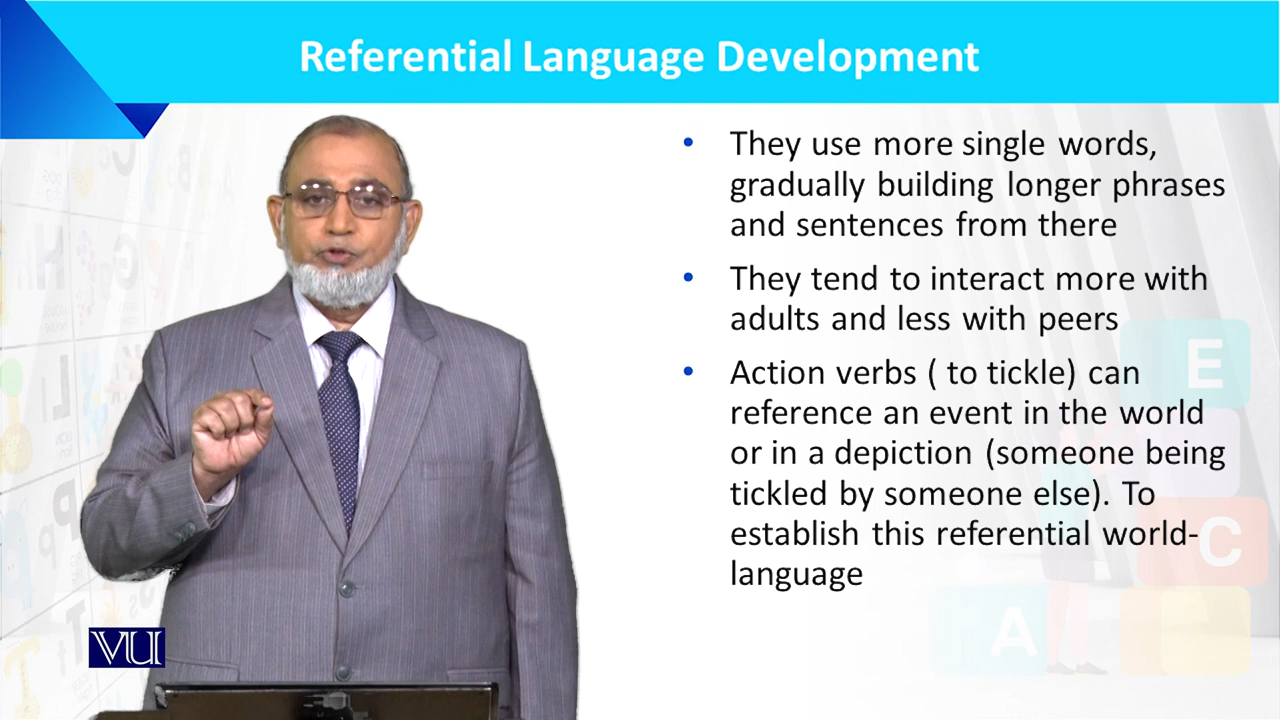 Referential Language Development
• They use more single words,
gradually building longer phrases
and sentences from there
• They tend to interact more with
adults and less with peers
• Action verbs ( to tickle) can
reference an event in the world
or in a depiction (someone being
tickled by someone else). To
establish this referential world-
language
E
C
A
VU